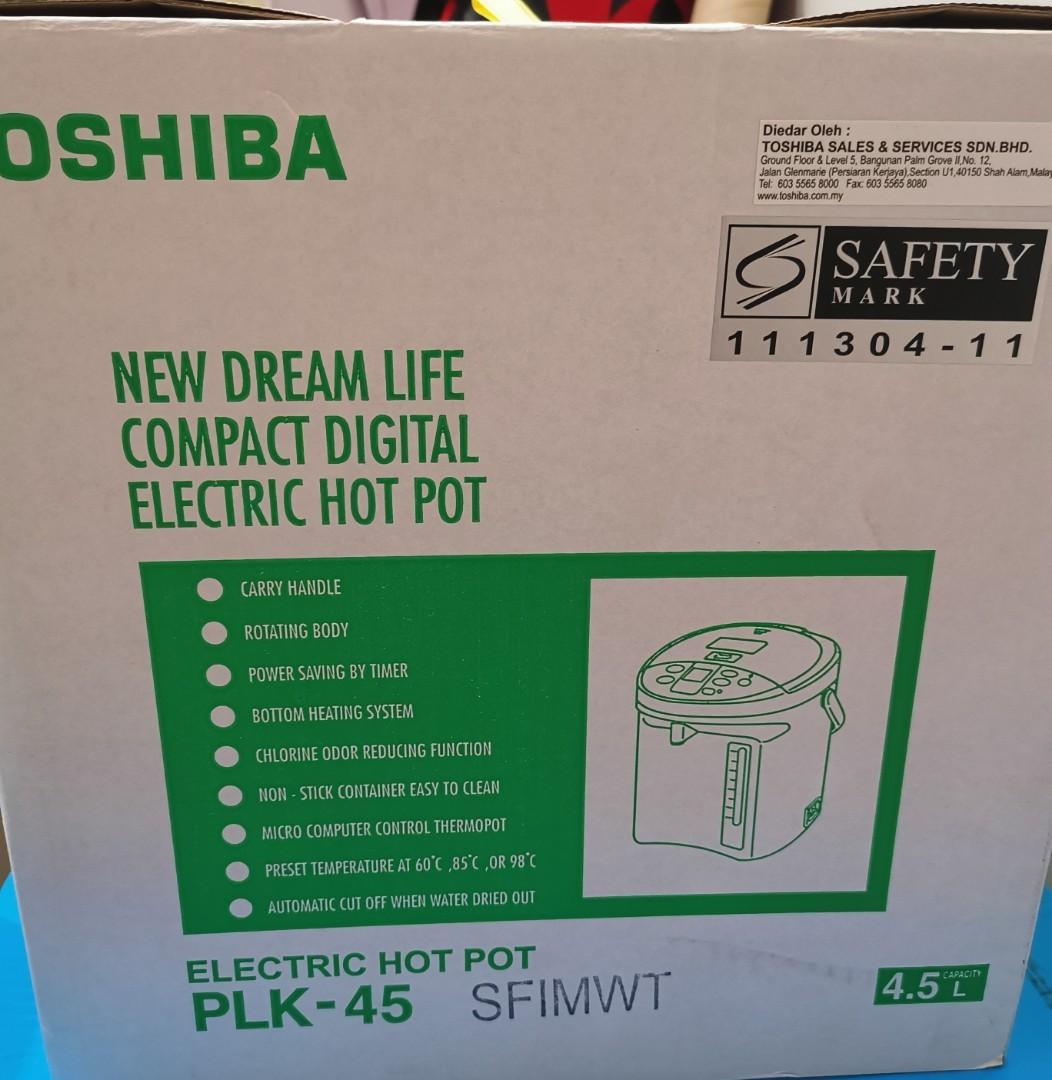 OSHIBA
Diedar Oleh :
TOSHIBA SALES & SERVICES SDN.BHD.
Ground Floor & Level 5, Bangunan Palm Grove II,No. 12,
Jalan Glenmarie (Persiaran Kerjaya),Section U1,40150 Shah Alam,Malay
Tel: 603 5565 8000 Fax: 603 5565 8080
www.toshiba.com.my
SAFETY
MARK
111304-11
NEW DREAM LIFE
COMPACT DIGITAL
ELECTRIC HOT POT
CARRY HANDLE
ROTATING BODY
POWER SAVING BY TIMER
BOTTOM HEATING SYSTEM
CHLORINE ODOR REDUCING FUNCTION
NON - STICK CONTAINER EASY TO CLEAN
MICRO COMPUTER CONTROL THERMOPOT
PRESET TEMPERATURE AT 60°C ,85°C ,OR 98°C
AUTOMATIC CUT OFF WHEN WATER DRIED OUT
ELECTRIC HOT POT
PLK-45 SFIMWT
4.5 CAPACITY L